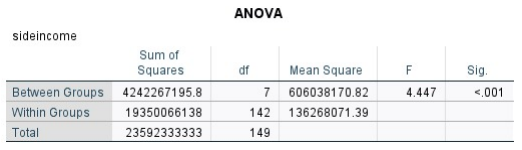 ANOVA
sideincome
Sum of Squares df Mean Square F Sig.
Between Groups 4242267195.8 7 606038170.82 4.447 <.001
Within Groups 19350066138 142 136268071.39
Total 23592333333 149